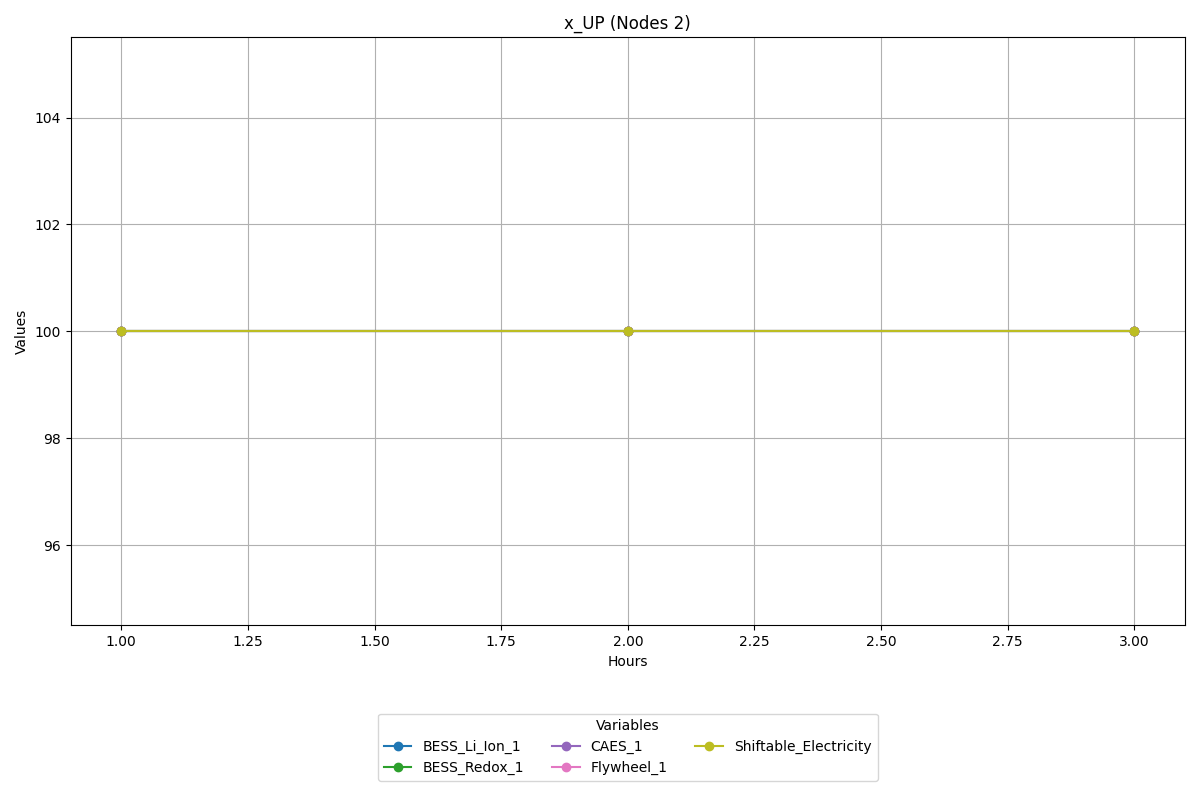 x_UP (Nodes 2)
Values
104
102
100
98
96
1.00 1.25 1.50 1.75 2.00 2.25 2.50 2.75 3.00
Hours
Variables
BESS_Li_Ion_1 CAES_1 Shiftable_Electricity
BESS_Redox_1 Flywheel_1